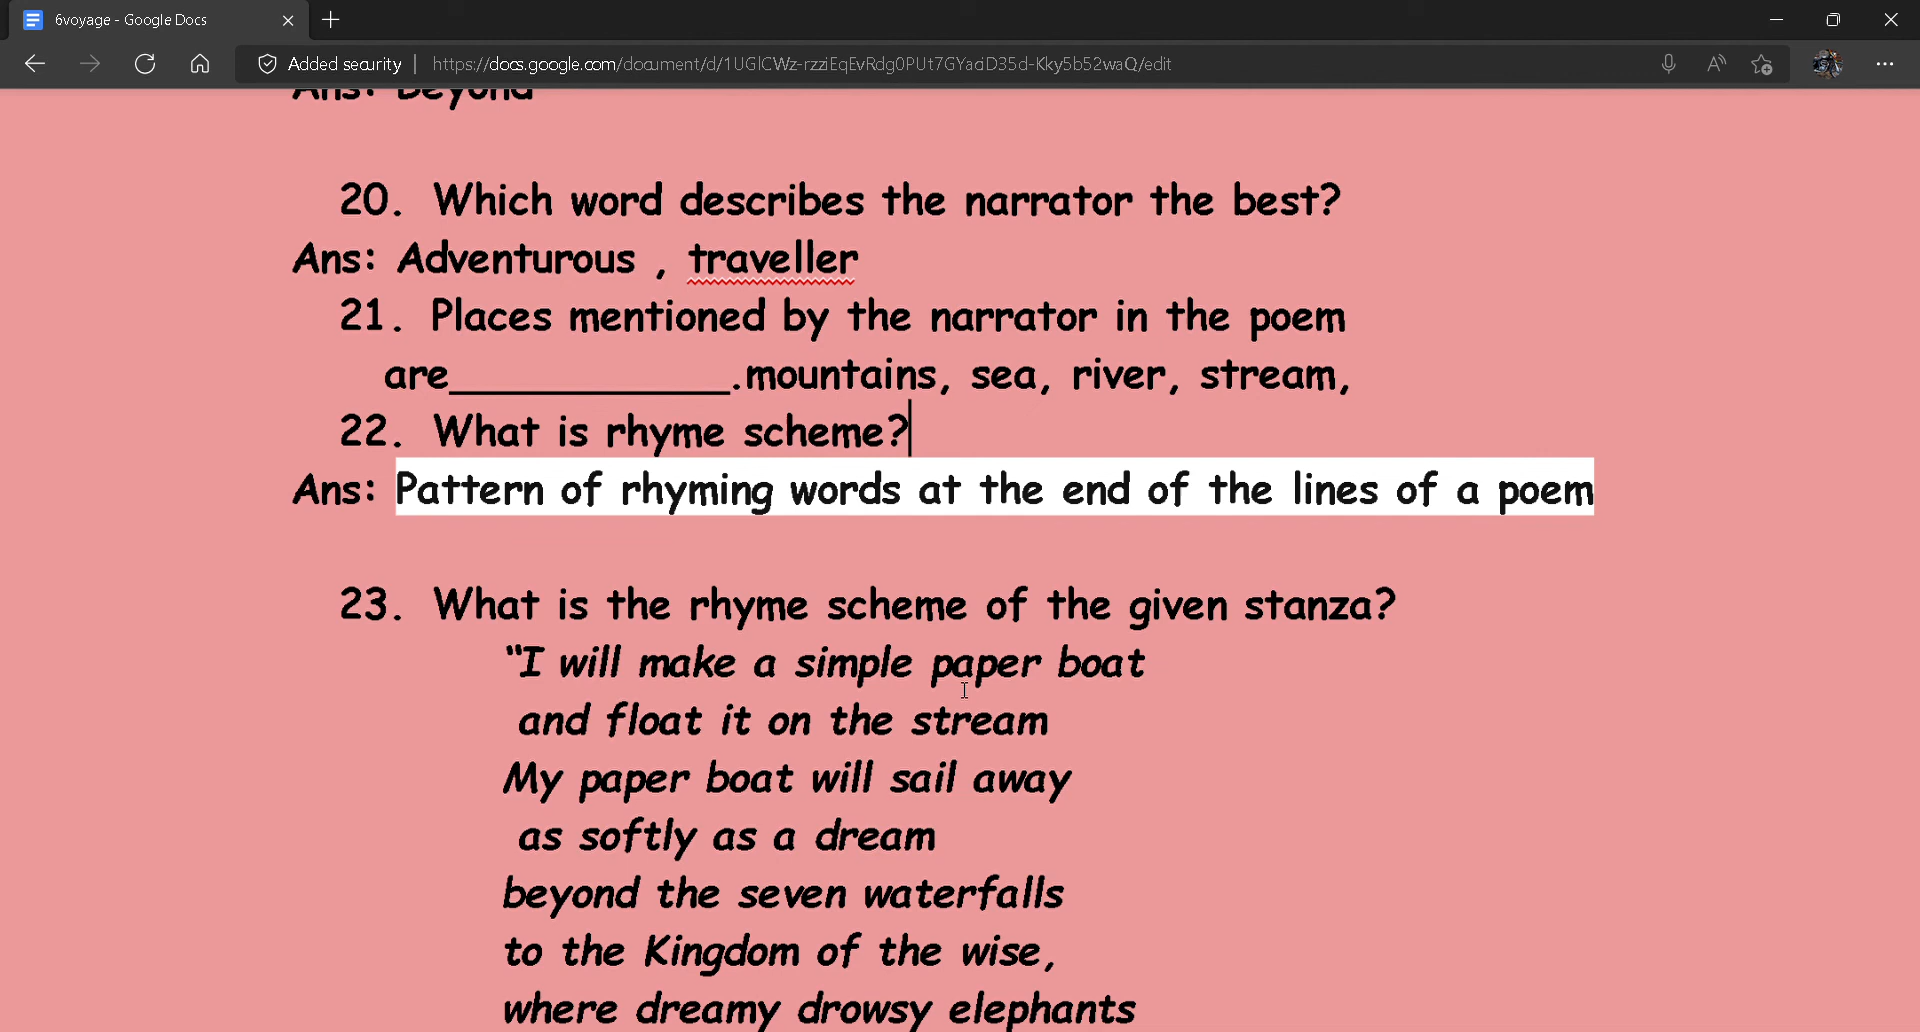 6voyage - Google Docs
Added security | https://docs.google.com/document/d/1UGlCWz-rzziEqEvRdg0PUt7GYadD35d-Kky5b52waQ/edit
Ans: Beyond
20. Which word describes the narrator the best?
Ans: Adventurous , traveller
21. Places mentioned by the narrator in the poem
are____________.mountains, sea, river, stream,
22. What is rhyme scheme?
Ans: Pattern of rhyming words at the end of the lines of a poem
23. What is the rhyme scheme of the given stanza?
“I will make a simple paper boat
and float it on the stream
My paper boat will sail away
as softly as a dream
beyond the seven waterfalls
to the Kingdom of the wise,
where dreamy drowsy elephants